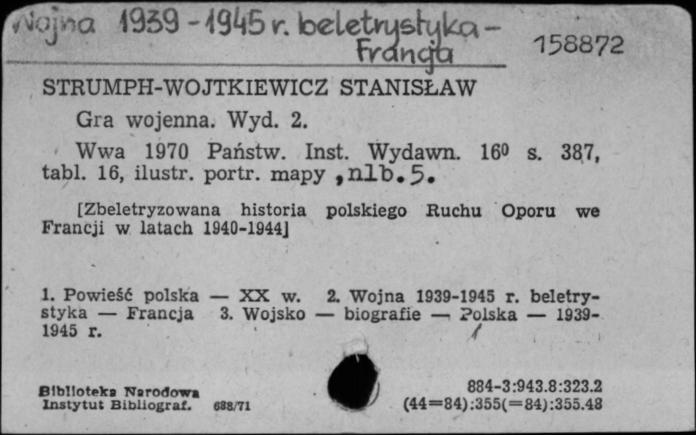 Wojna 1939-1945 r. beletrystyka -
Francja
158872
STRUMPH-WOJTKIEWICZ STANISŁAW
Gra wojenna. Wyd. 2.
Wwa 1970 Państw. Inst. Wydawn. 16⁰ s. 387,
tabl. 16, ilustr. portr. mapy , nlb. 5.
[Zbeletryzowana historia polskiego Ruchu Oporu we
Francji w latach 1940-1944]
1. Powieść polska — XX w. 2. Wojna 1939-1945 r. beletry-
styka — Francja 3. Wojsko — biografie — Polska — 1939-
1945 r.
Biblioteka Narodowa
Instytut Bibliograf. 688/71
884-3:943.8:323.2
(44=84):355(=84):355.48